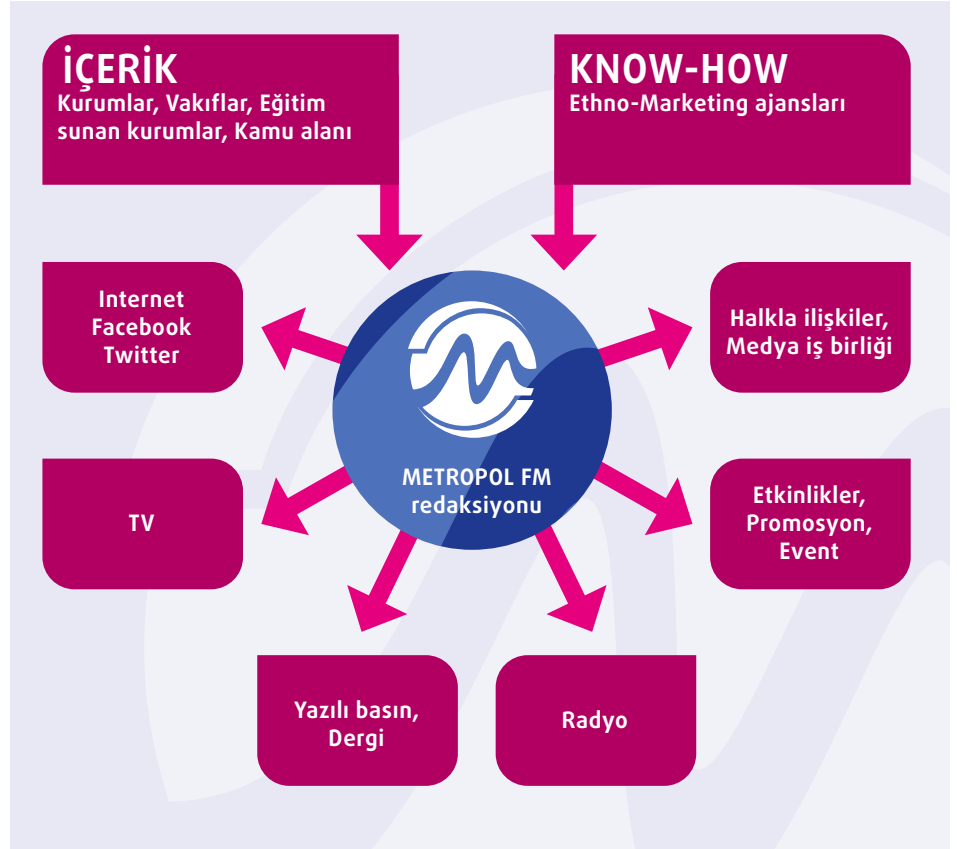 İÇERİK
Kurumlar, Vakıflar, Eğitim
sunan kurumlar, Kamu alanı
KNOW-HOW
Ethno-Marketing ajansları
Internet
Facebook
Twitter
Halkla ilişkiler,
Medya iş birliği
METROPOL FM
redaksiyonu
TV
Etkinlikler,
Promosyon,
Event
Yazılı basın,
Dergi
Radyo